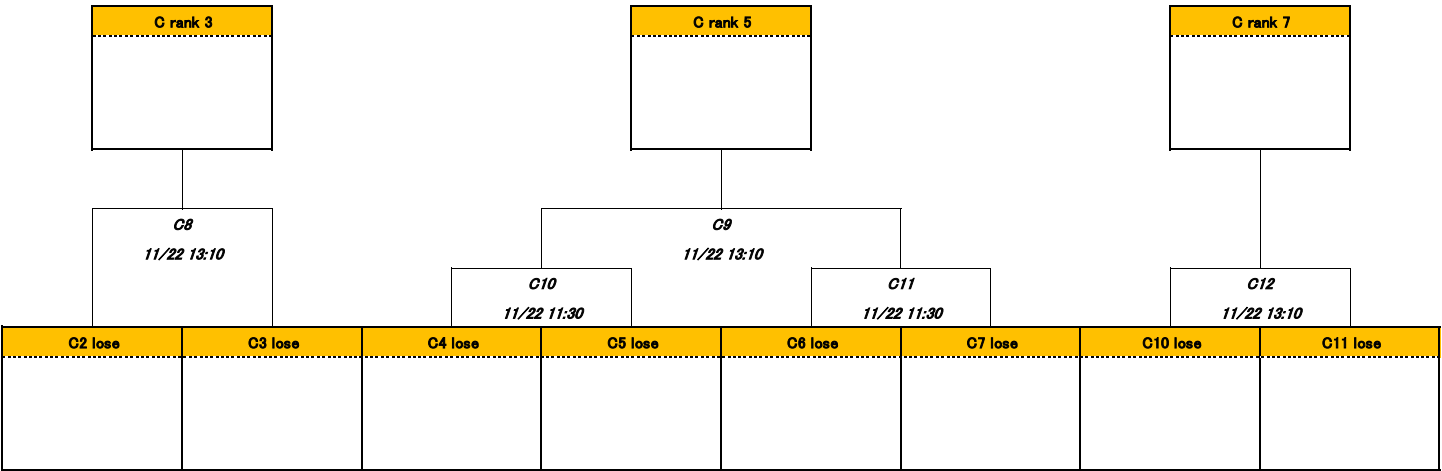 C rank 3
C rank 5
C rank 7
C8
C9
11/22 13:10
11/22 13:10
C10
C11
C12
11/22 11:30
11/22 11:30
11/22 13:10
C2 lose
C3 lose
C4 lose
C5 lose
C6 lose
C7 lose
C10 lose
C11 lose